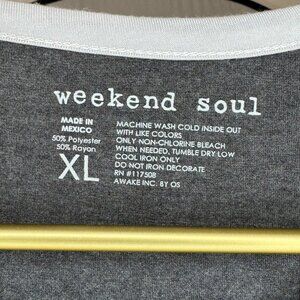 weekend soul
MADE IN
MEXICO
50% Polyester
50% Rayon
XL
MACHINE WASH COLD INSIDE OUT
WITH LIKE COLORS
ONLY NON-CHLORINE BLEACH
WHEN NEEDED, TUMBLE DRY LOW
COOL IRON ONLY
DO NOT IRON DECORATE
RN #117508
AWAKE INC. BY OS